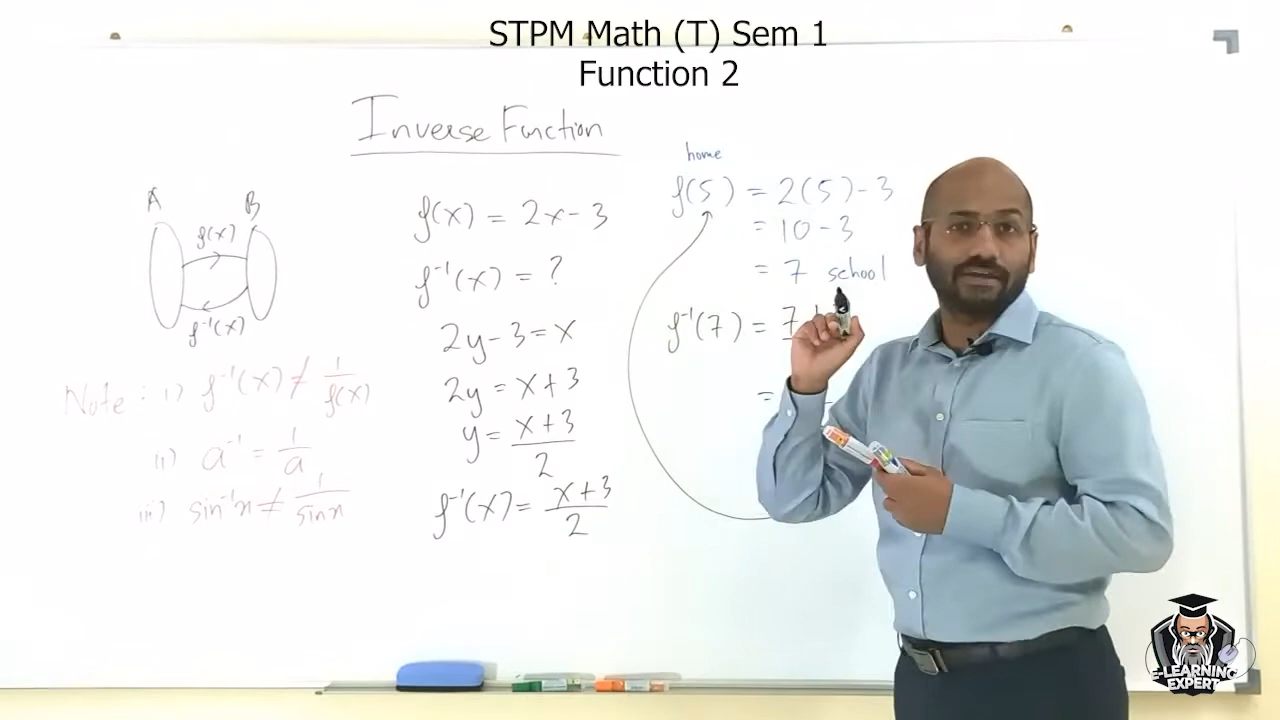 STPM Math (T) Sem 1
Function 2
Inverse Function
A B
f(x)
f⁻¹(x)
Note: i) f⁻¹(x) ≠ 1/f(x)
ii) a⁻¹ = 1/a
iii) sin⁻¹x ≠ 1/sinx
f(x) = 2x - 3
f⁻¹(x) = ?
2y - 3 = x
2y = x + 3
y = x + 3/2
f⁻¹(x) = x + 3/2
home
f(5) = 2(5) - 3
= 10 - 3
= 7 school
f⁻¹(7) = 7
=
E-LEARNING
EXPERT